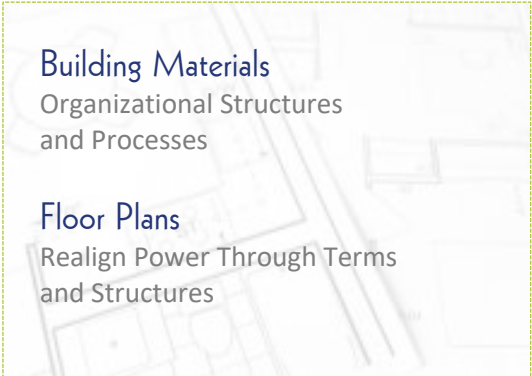 Building Materials
Organizational Structures
and Processes
Floor Plans
Realign Power Through Terms
and Structures